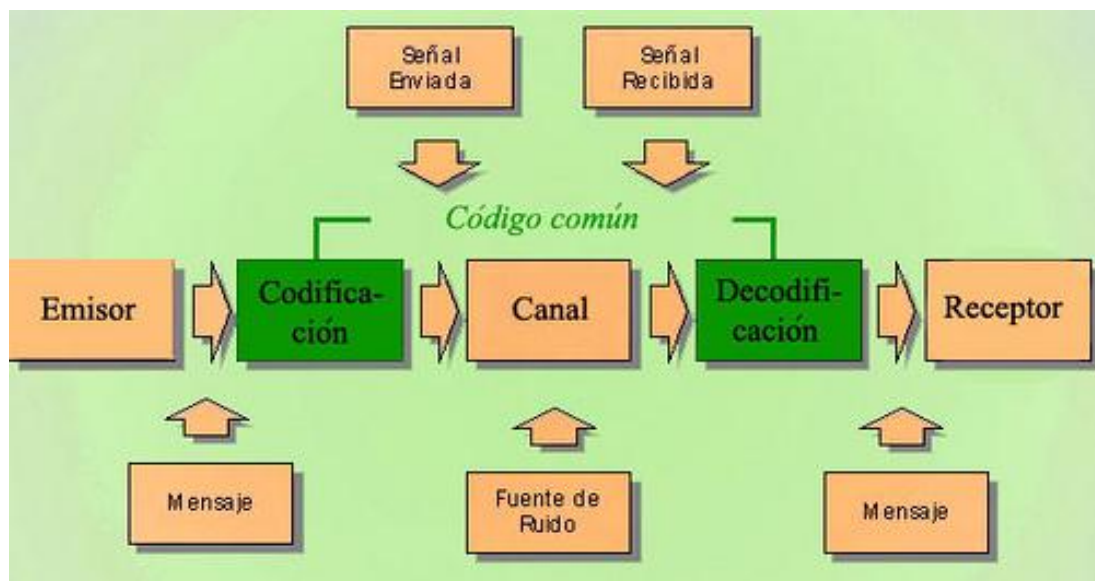 Señal
Enviada
Señal
Recibida
Código común
Emisor
Codifica-
ción
Canal
Decodifi-
cación
Receptor
Mensaje
Fuente de
Ruido
Mensaje